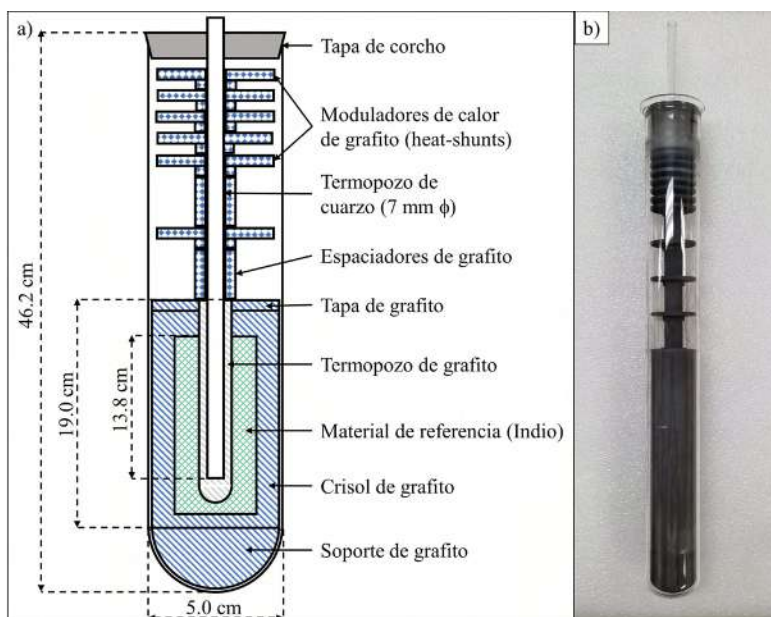 a)
b)
Tapa de corcho
Moduladores de calor
de grafito (heat-shunts)
Termopozo de
cuarzo (7 mm ϕ)
Espaciadores de grafito
Tapa de grafito
Termopozo de grafito
Material de referencia (Indio)
Crisol de grafito
Soporte de grafito
46.2 cm
19.0 cm
13.8 cm
5.0 cm